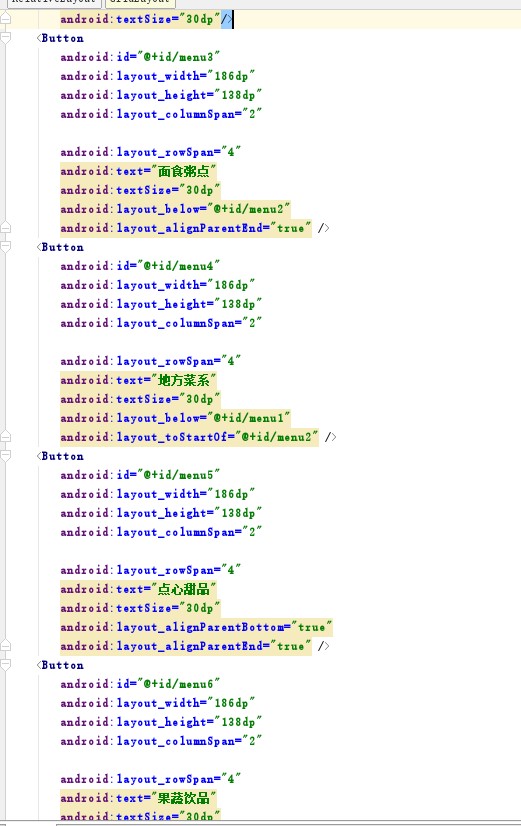 RelativeLayout GridLayout
android:textSize="30dp"/>
<Button
android:id="@+id/menu3"
android:layout_width="186dp"
android:layout_height="138dp"
android:layout_columnSpan="2"
android:layout_rowSpan="4"
android:text="面食粥点"
android:textSize="30dp"
android:layout_below="@+id/menu2"
android:layout_alignParentEnd="true" />
<Button
android:id="@+id/menu4"
android:layout_width="186dp"
android:layout_height="138dp"
android:layout_columnSpan="2"
android:layout_rowSpan="4"
android:text="地方菜系"
android:textSize="30dp"
android:layout_below="@+id/menu1"
android:layout_toStartOf="@+id/menu2" />
<Button
android:id="@+id/menu5"
android:layout_width="186dp"
android:layout_height="138dp"
android:layout_columnSpan="2"
android:layout_rowSpan="4"
android:text="点心甜品"
android:textSize="30dp"
android:layout_alignParentBottom="true"
android:layout_alignParentEnd="true" />
<Button
android:id="@+id/menu6"
android:layout_width="186dp"
android:layout_height="138dp"
android:layout_columnSpan="2"
android:layout_rowSpan="4"
android:text="果蔬饮品"
android:textSize="30dp"